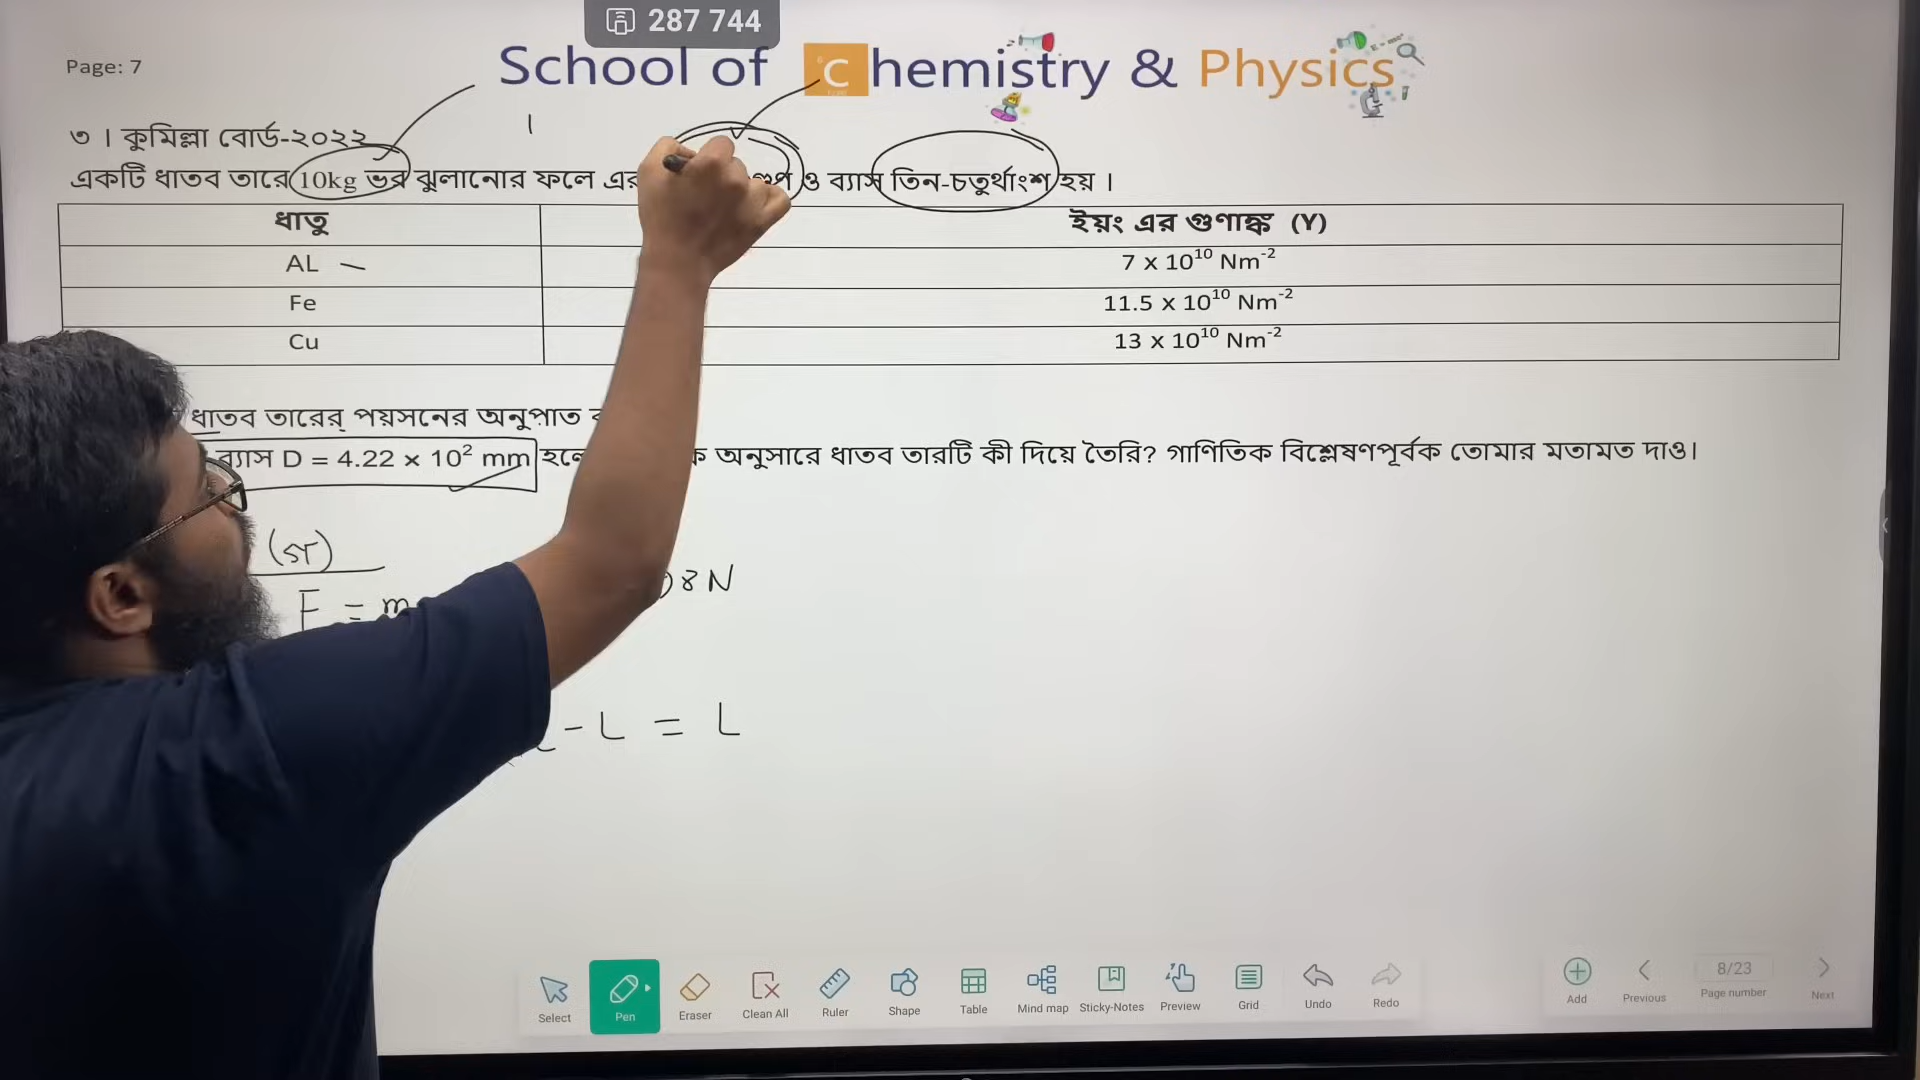 287 744
Page: 7
School of Chemistry & Physics
৩ । কুমিল্লা বোর্ড-২০২২
একটি ধাতব তারে 10kg ভর ঝুলানোর ফলে এর ও ব্যাস তিন-চতুর্থাংশ হয় ।
ধাতু ইয়ং এর গুণাঙ্ক (Y)
AL 7 x 10¹⁰ Nm⁻²
Fe 11.5 x 10¹⁰ Nm⁻²
Cu 13 x 10¹⁰ Nm⁻²
ধাতব তারের পয়সনের অনুপাত
ব্যাস D = 4.22 × 10² mm হলে অনুসারে ধাতব তারটি কী দিয়ে তৈরি? গাণিতিক বিশ্লেষণপূর্বক তোমার মতামত দাও।
(গ)
F = m 8 N
- L = L
Select Pen Eraser Clean All Ruler Shape Table Mind map Sticky-Notes Preview Grid Undo Redo Add Previous 8/23 Page number Next